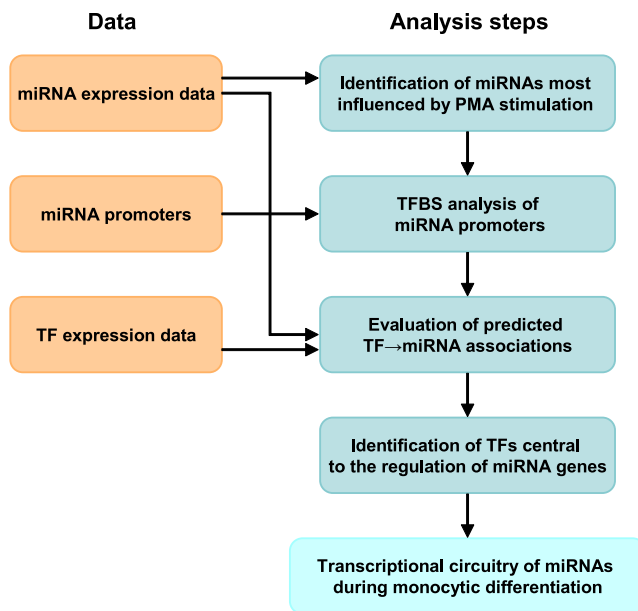 Data
Analysis steps
miRNA expression data
Identification of miRNAs most
influenced by PMA stimulation
miRNA promoters
TFBS analysis of
miRNA promoters
TF expression data
Evaluation of predicted
TF→miRNA associations
Identification of TFs central
to the regulation of miRNA genes
Transcriptional circuitry of miRNAs
during monocytic differentiation